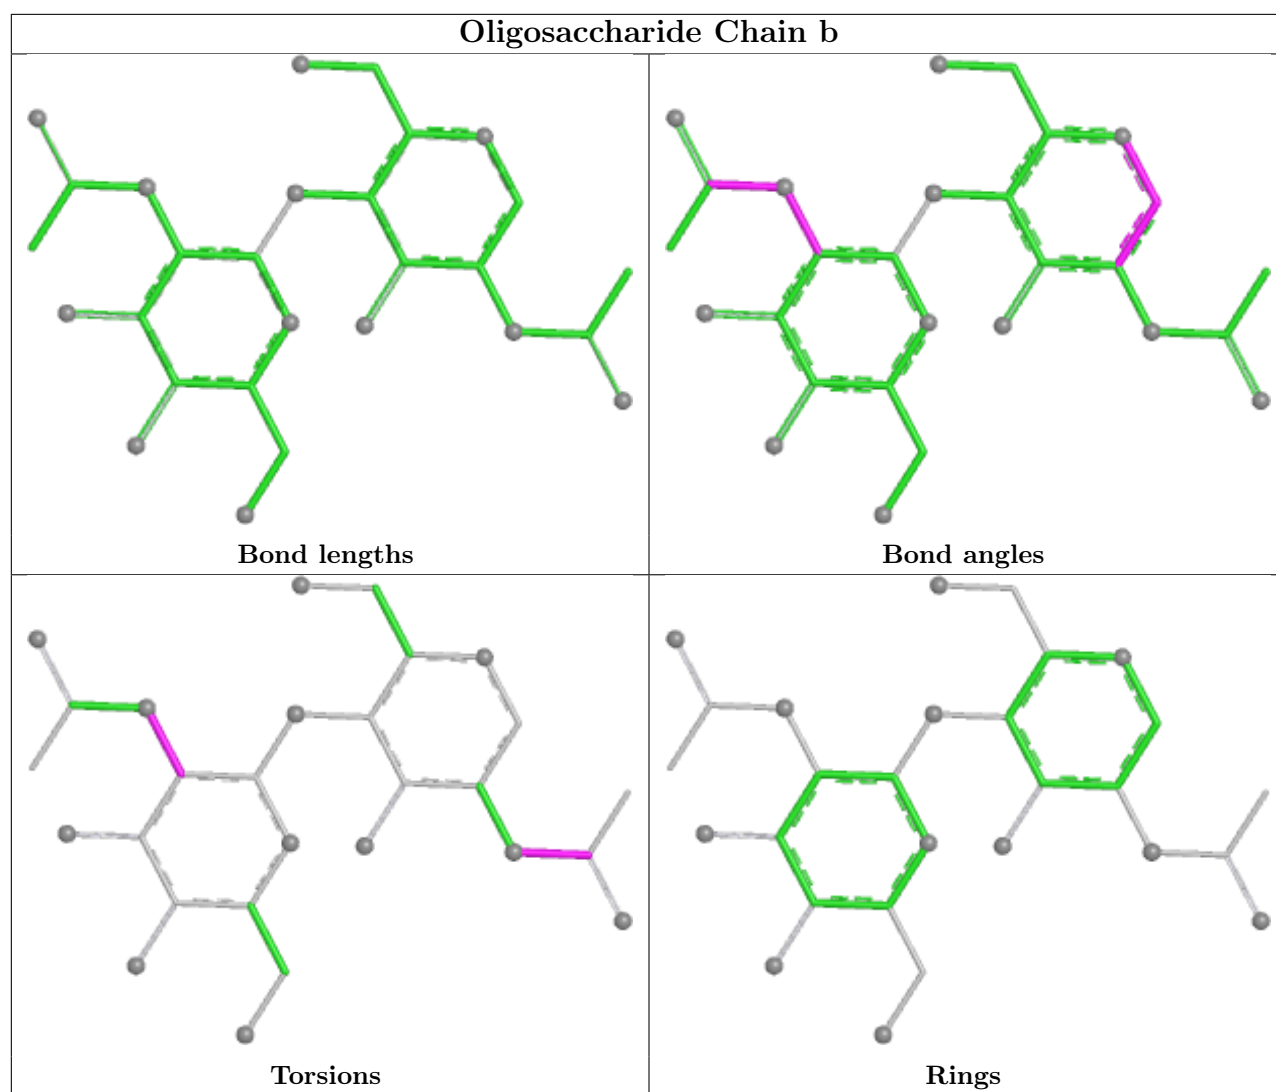 Oligosaccharide Chain b
Bond lengths
Bond angles
Torsions
Rings